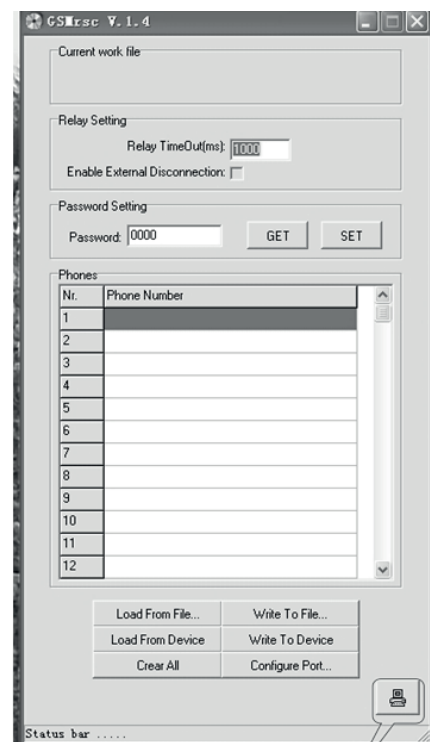 GSMrsc V.1.4
Current work file
Relay Setting
Relay TimeOut(ms): 1000
Enable External Disconnection:
Password Setting
Password: 0000 GET SET
Phones
Nr. Phone Number
1
2
3
4
5
6
7
8
9
10
11
12
Load From File... Write To File...
Load From Device Write To Device
Crear All Configure Port...
Status bar .....